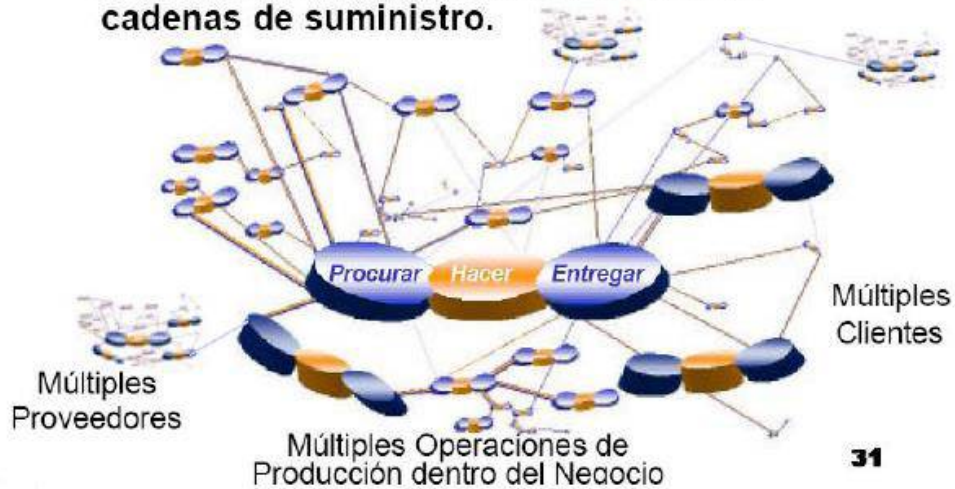 cadenas de suministro.
Procurar Hacer Entregar
Múltiples
Clientes
Múltiples
Proveedores
Múltiples Operaciones de
Producción dentro del Negocio
31